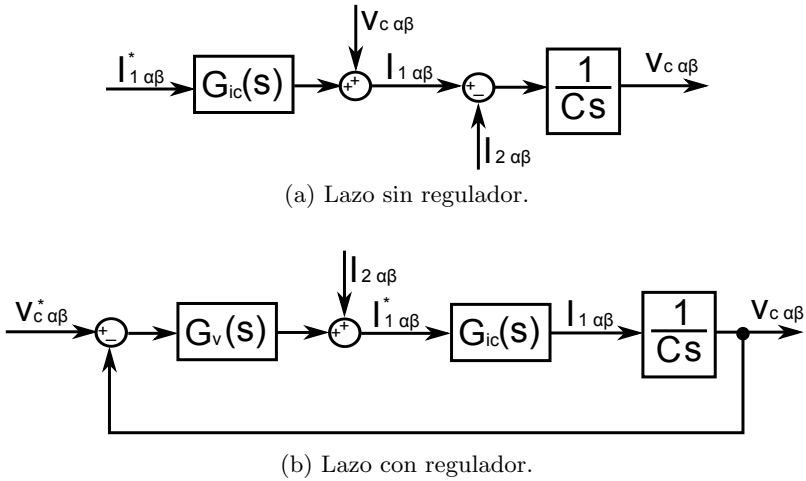 V c αβ
I* 1 αβ
G ic (s)
+ +
I 1 αβ
+ −
1
Cs
V c αβ
I 2 αβ
(a) Lazo sin regulador.
V* c αβ
+ −
G v (s)
I 2 αβ
+ +
I* 1 αβ
G ic (s)
I 1 αβ
1
Cs
V c αβ
(b) Lazo con regulador.